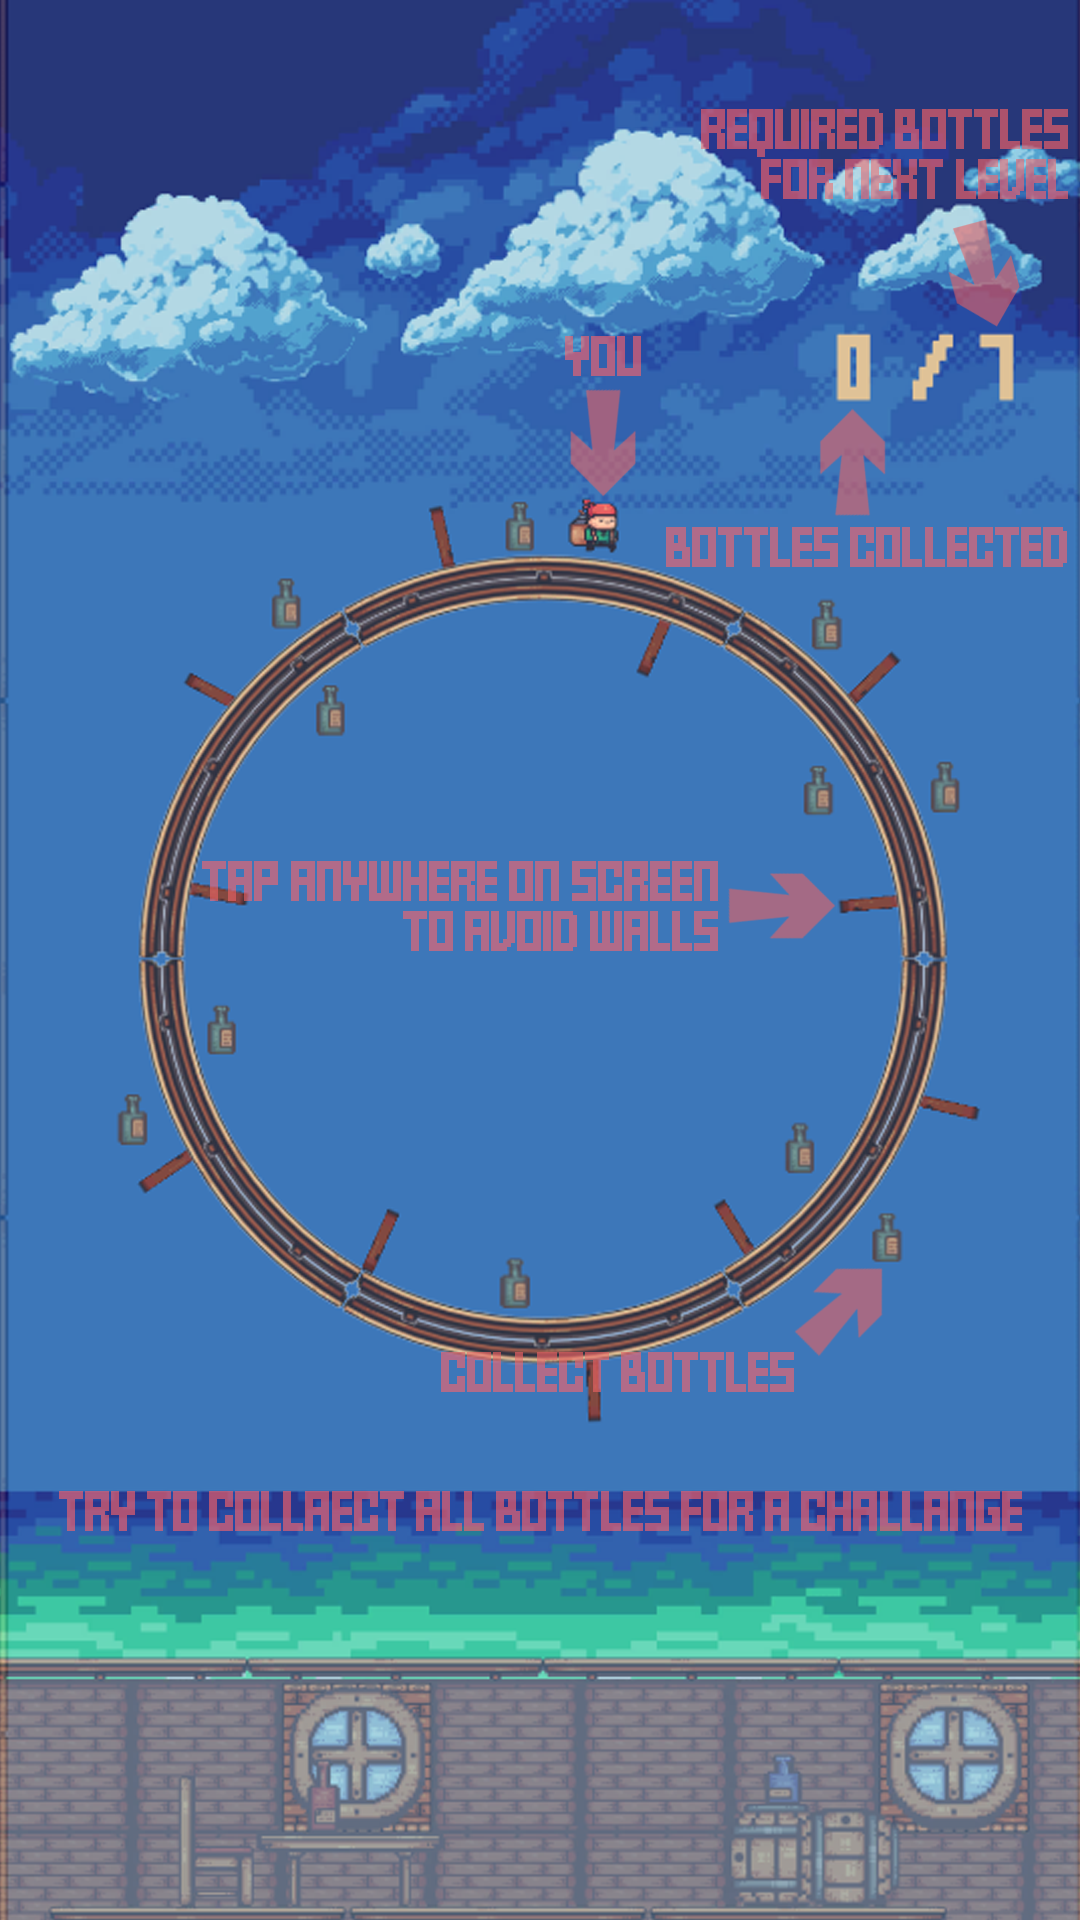 REQUIRED BOTTLES
FOR NEXT LEVEL
YOU
0 / 7
BOTTLES COLLECTED
TAP ANYWHERE ON SCREEN
TO AVOID WALLS
COLLECT BOTTLES
TRY TO COLLAECT ALL BOTTLES FOR A CHALLANGE